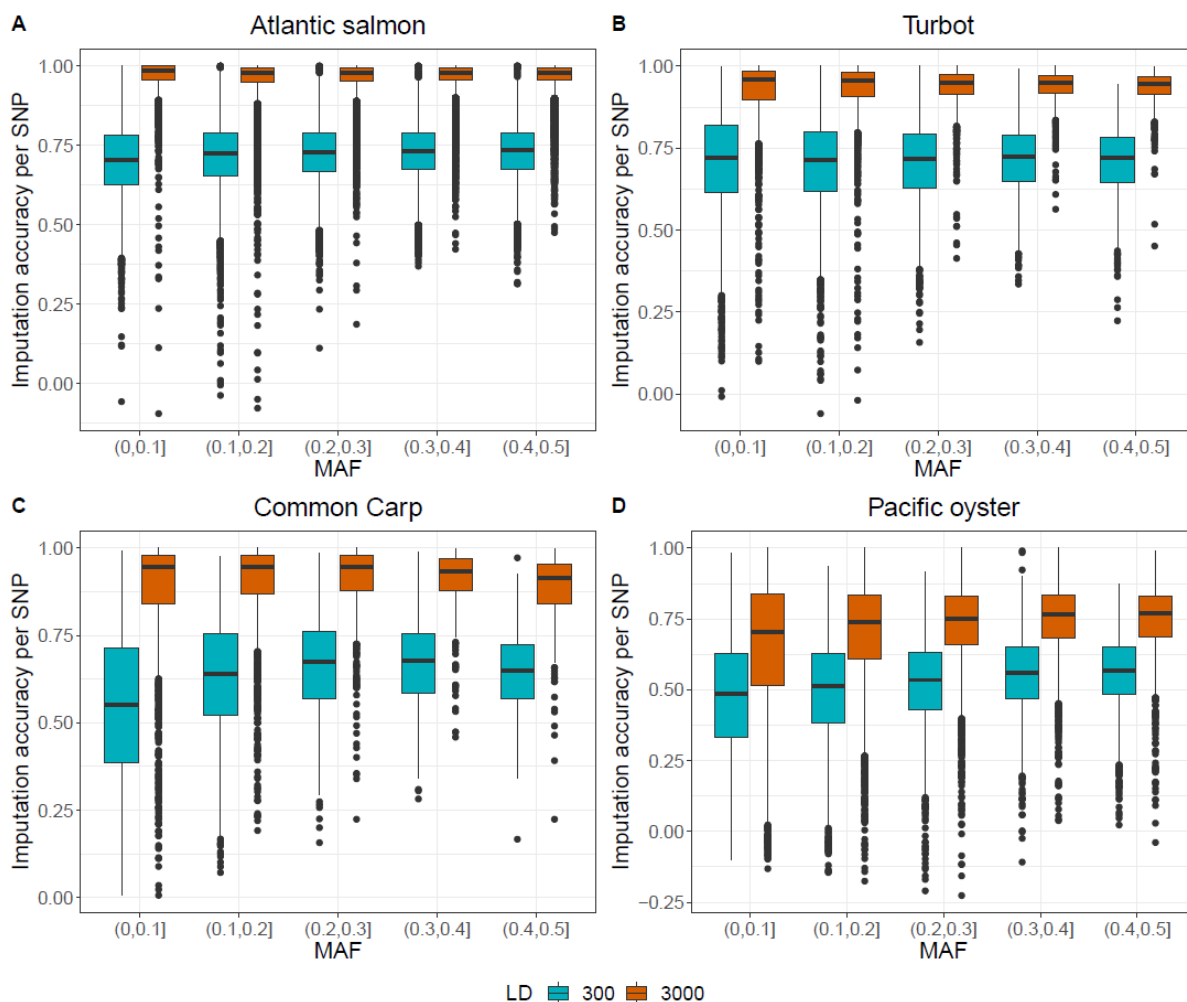 A Atlantic salmon
Imputation accuracy per SNP
1.00
0.75
0.50
0.25
0.00
(0,0.1] (0.1,0.2] (0.2,0.3] (0.3,0.4] (0.4,0.5]
MAF
B Turbot
Imputation accuracy per SNP
1.00
0.75
0.50
0.25
0.00
(0,0.1] (0.1,0.2] (0.2,0.3] (0.3,0.4] (0.4,0.5]
MAF
C Common Carp
Imputation accuracy per SNP
1.00
0.75
0.50
0.25
0.00
(0,0.1] (0.1,0.2] (0.2,0.3] (0.3,0.4] (0.4,0.5]
MAF
D Pacific oyster
Imputation accuracy per SNP
1.00
0.75
0.50
0.25
0.00
−0.25
(0,0.1] (0.1,0.2] (0.2,0.3] (0.3,0.4] (0.4,0.5]
MAF
LD 300 3000